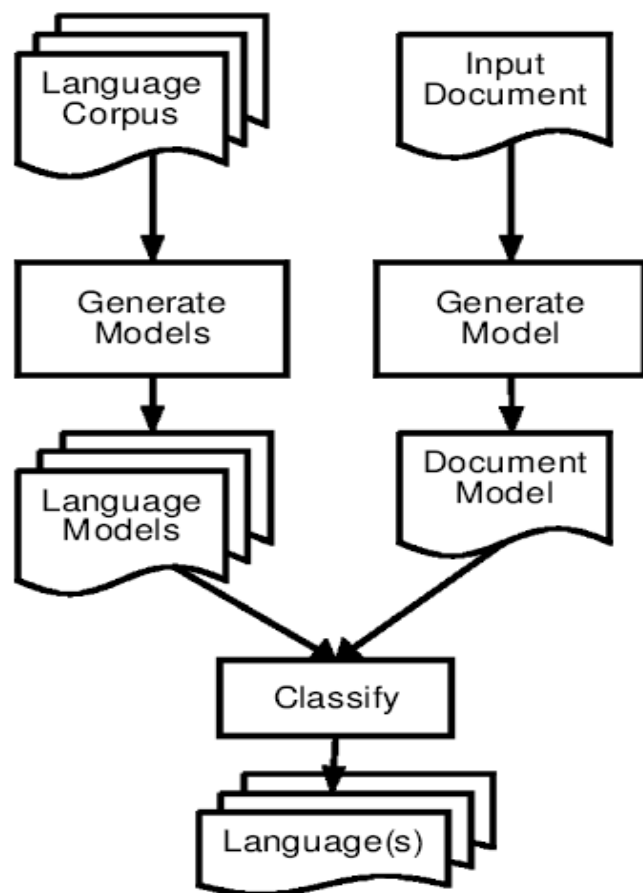 Language
Corpus
Input
Document
Generate
Models
Generate
Model
Language
Models
Document
Model
Classify
Language(s)